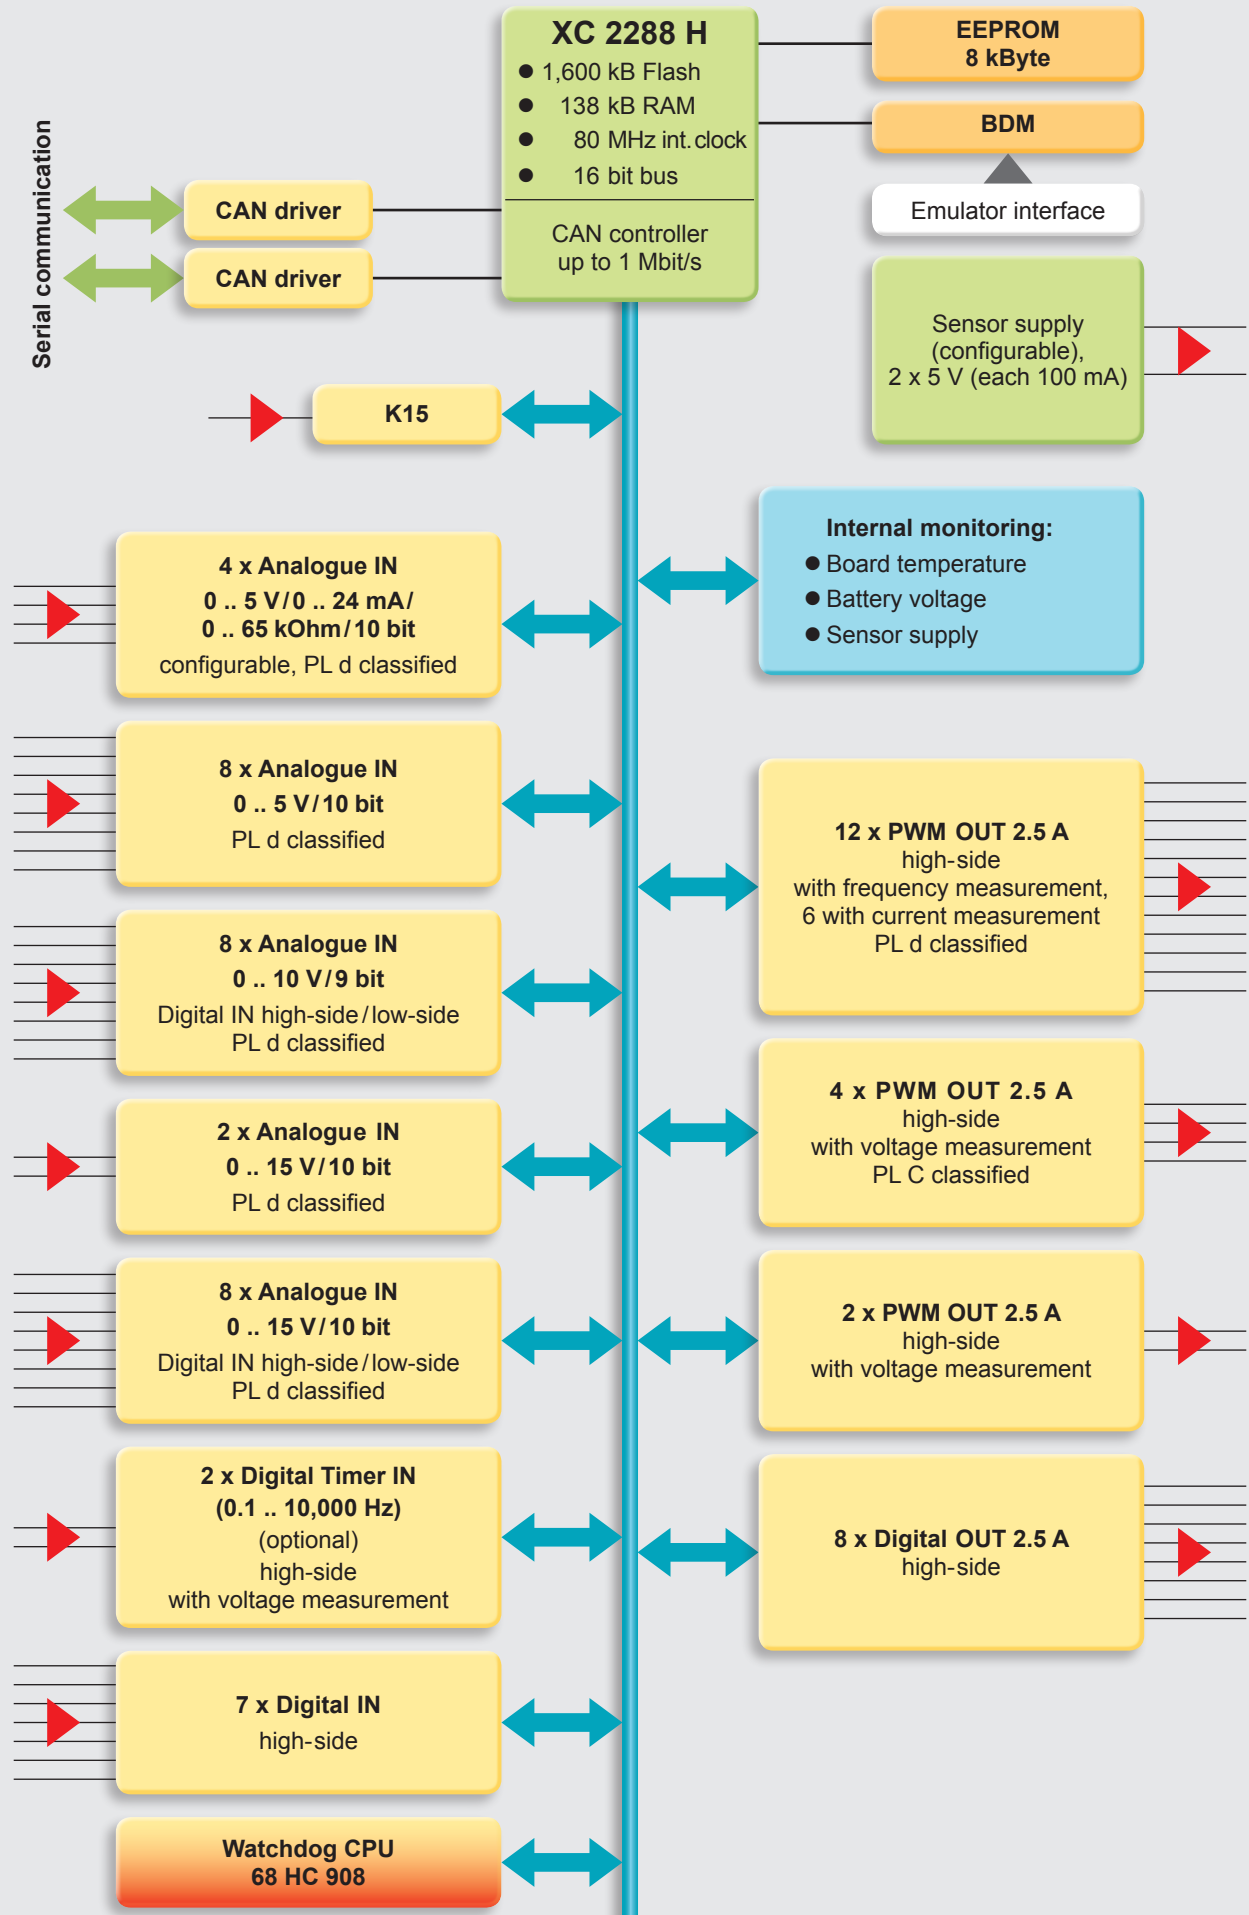 XC 2288 H
● 1,600 kB Flash
● 138 kB RAM
● 80 MHz int. clock
● 16 bit bus
CAN controller
up to 1 Mbit/s
EEPROM
8 kByte
BDM
Emulator interface
Serial communication
CAN driver
CAN driver
Sensor supply
(configurable),
2 x 5 V (each 100 mA)
K15
Internal monitoring:
● Board temperature
● Battery voltage
● Sensor supply
4 x Analogue IN
0 .. 5 V/0 .. 24 mA/
0 .. 65 kOhm/10 bit
configurable, PL d classified
8 x Analogue IN
0 .. 5 V/10 bit
PL d classified
8 x Analogue IN
0 .. 10 V/9 bit
Digital IN high-side/low-side
PL d classified
2 x Analogue IN
0 .. 15 V/10 bit
PL d classified
8 x Analogue IN
0 .. 15 V/10 bit
Digital IN high-side/low-side
PL d classified
2 x Digital Timer IN
(0.1 .. 10,000 Hz)
(optional)
high-side
with voltage measurement
7 x Digital IN
high-side
Watchdog CPU
68 HC 908
12 x PWM OUT 2.5 A
high-side
with frequency measurement,
6 with current measurement
PL d classified
4 x PWM OUT 2.5 A
high-side
with voltage measurement
PL C classified
2 x PWM OUT 2.5 A
high-side
with voltage measurement
8 x Digital OUT 2.5 A
high-side